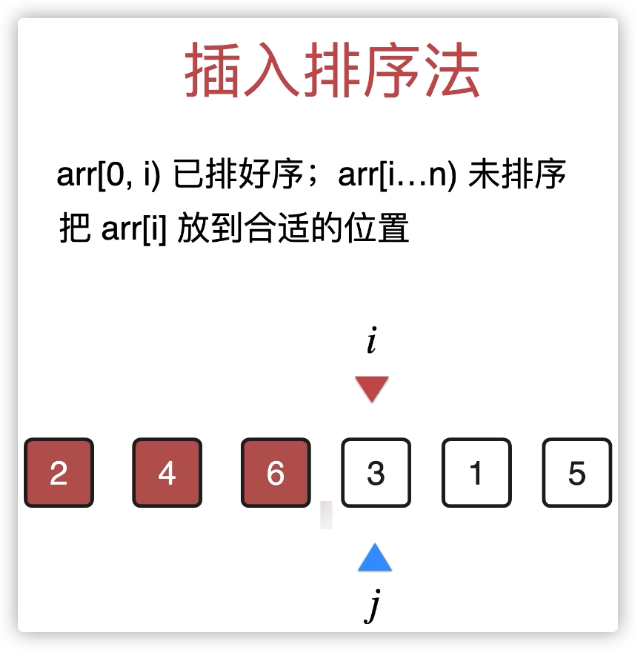 插入排序法
arr[0, i) 已排好序；arr[i…n) 未排序
把 arr[i] 放到合适的位置
i
2 4 6 3 1 5
j